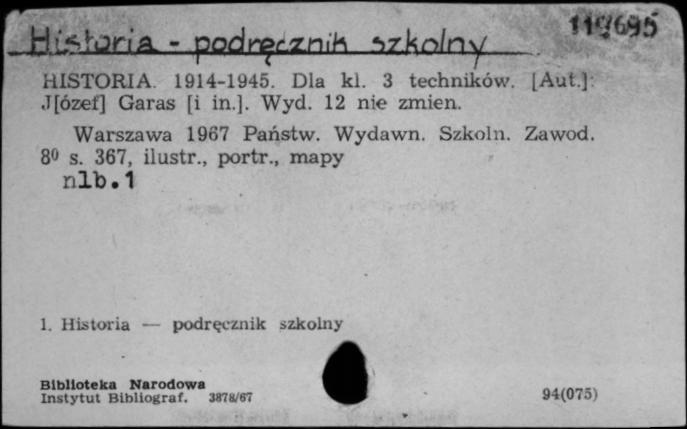 Historia - podręcznik szkolny
HISTORIA. 1914-1945. Dla kl. 3 techników. [Aut.]:
J[ózef] Garas [i in.]. Wyd. 12 nie zmien.
Warszawa 1967 Państw. Wydawn. Szkoln. Zawod.
8⁰ s. 367, ilustr., portr., mapy
nlb.1
1. Historia — podręcznik szkolny
Biblioteka Narodowa
Instytut Bibliograf. 3878/67
94(075)